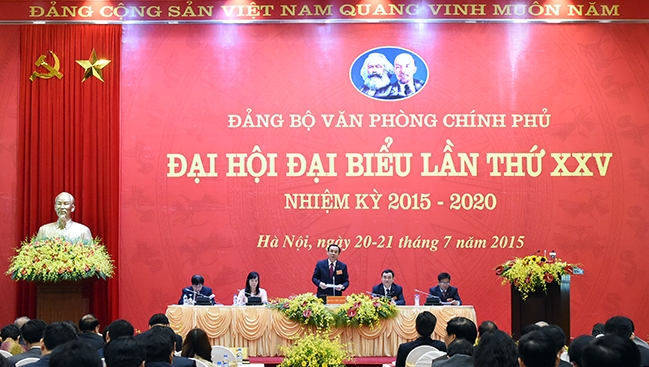 ĐẢNG CỘNG SẢN VIỆT NAM QUANG VINH MUÔN NĂM
ĐẢNG BỘ VĂN PHÒNG CHÍNH PHỦ
ĐẠI HỘI ĐẠI BIỂU LẦN THỨ XXV
NHIỆM KỲ 2015 - 2020
Hà Nội, ngày 20-21 tháng 7 năm 2015